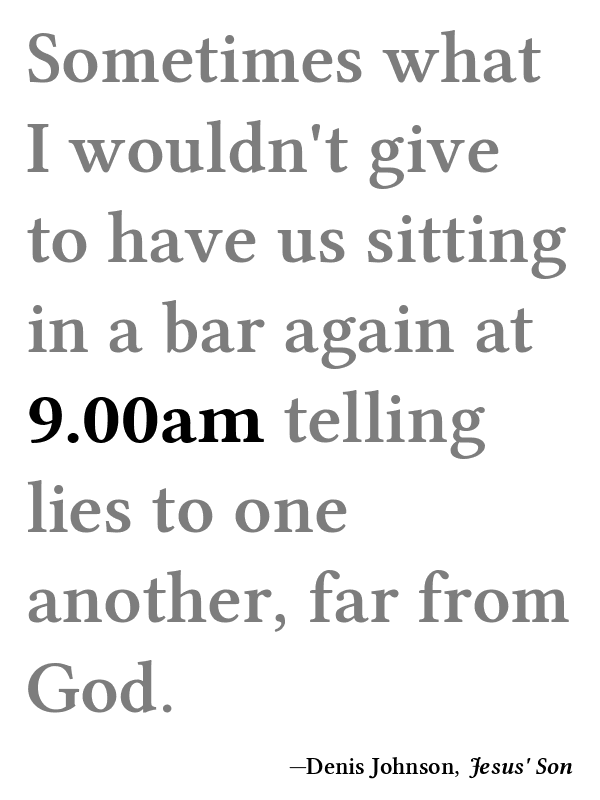 Sometimes what
I wouldn't give
to have us sitting
in a bar again at
9.00am telling
lies to one
another, far from
God.
—Denis Johnson, Jesus' Son